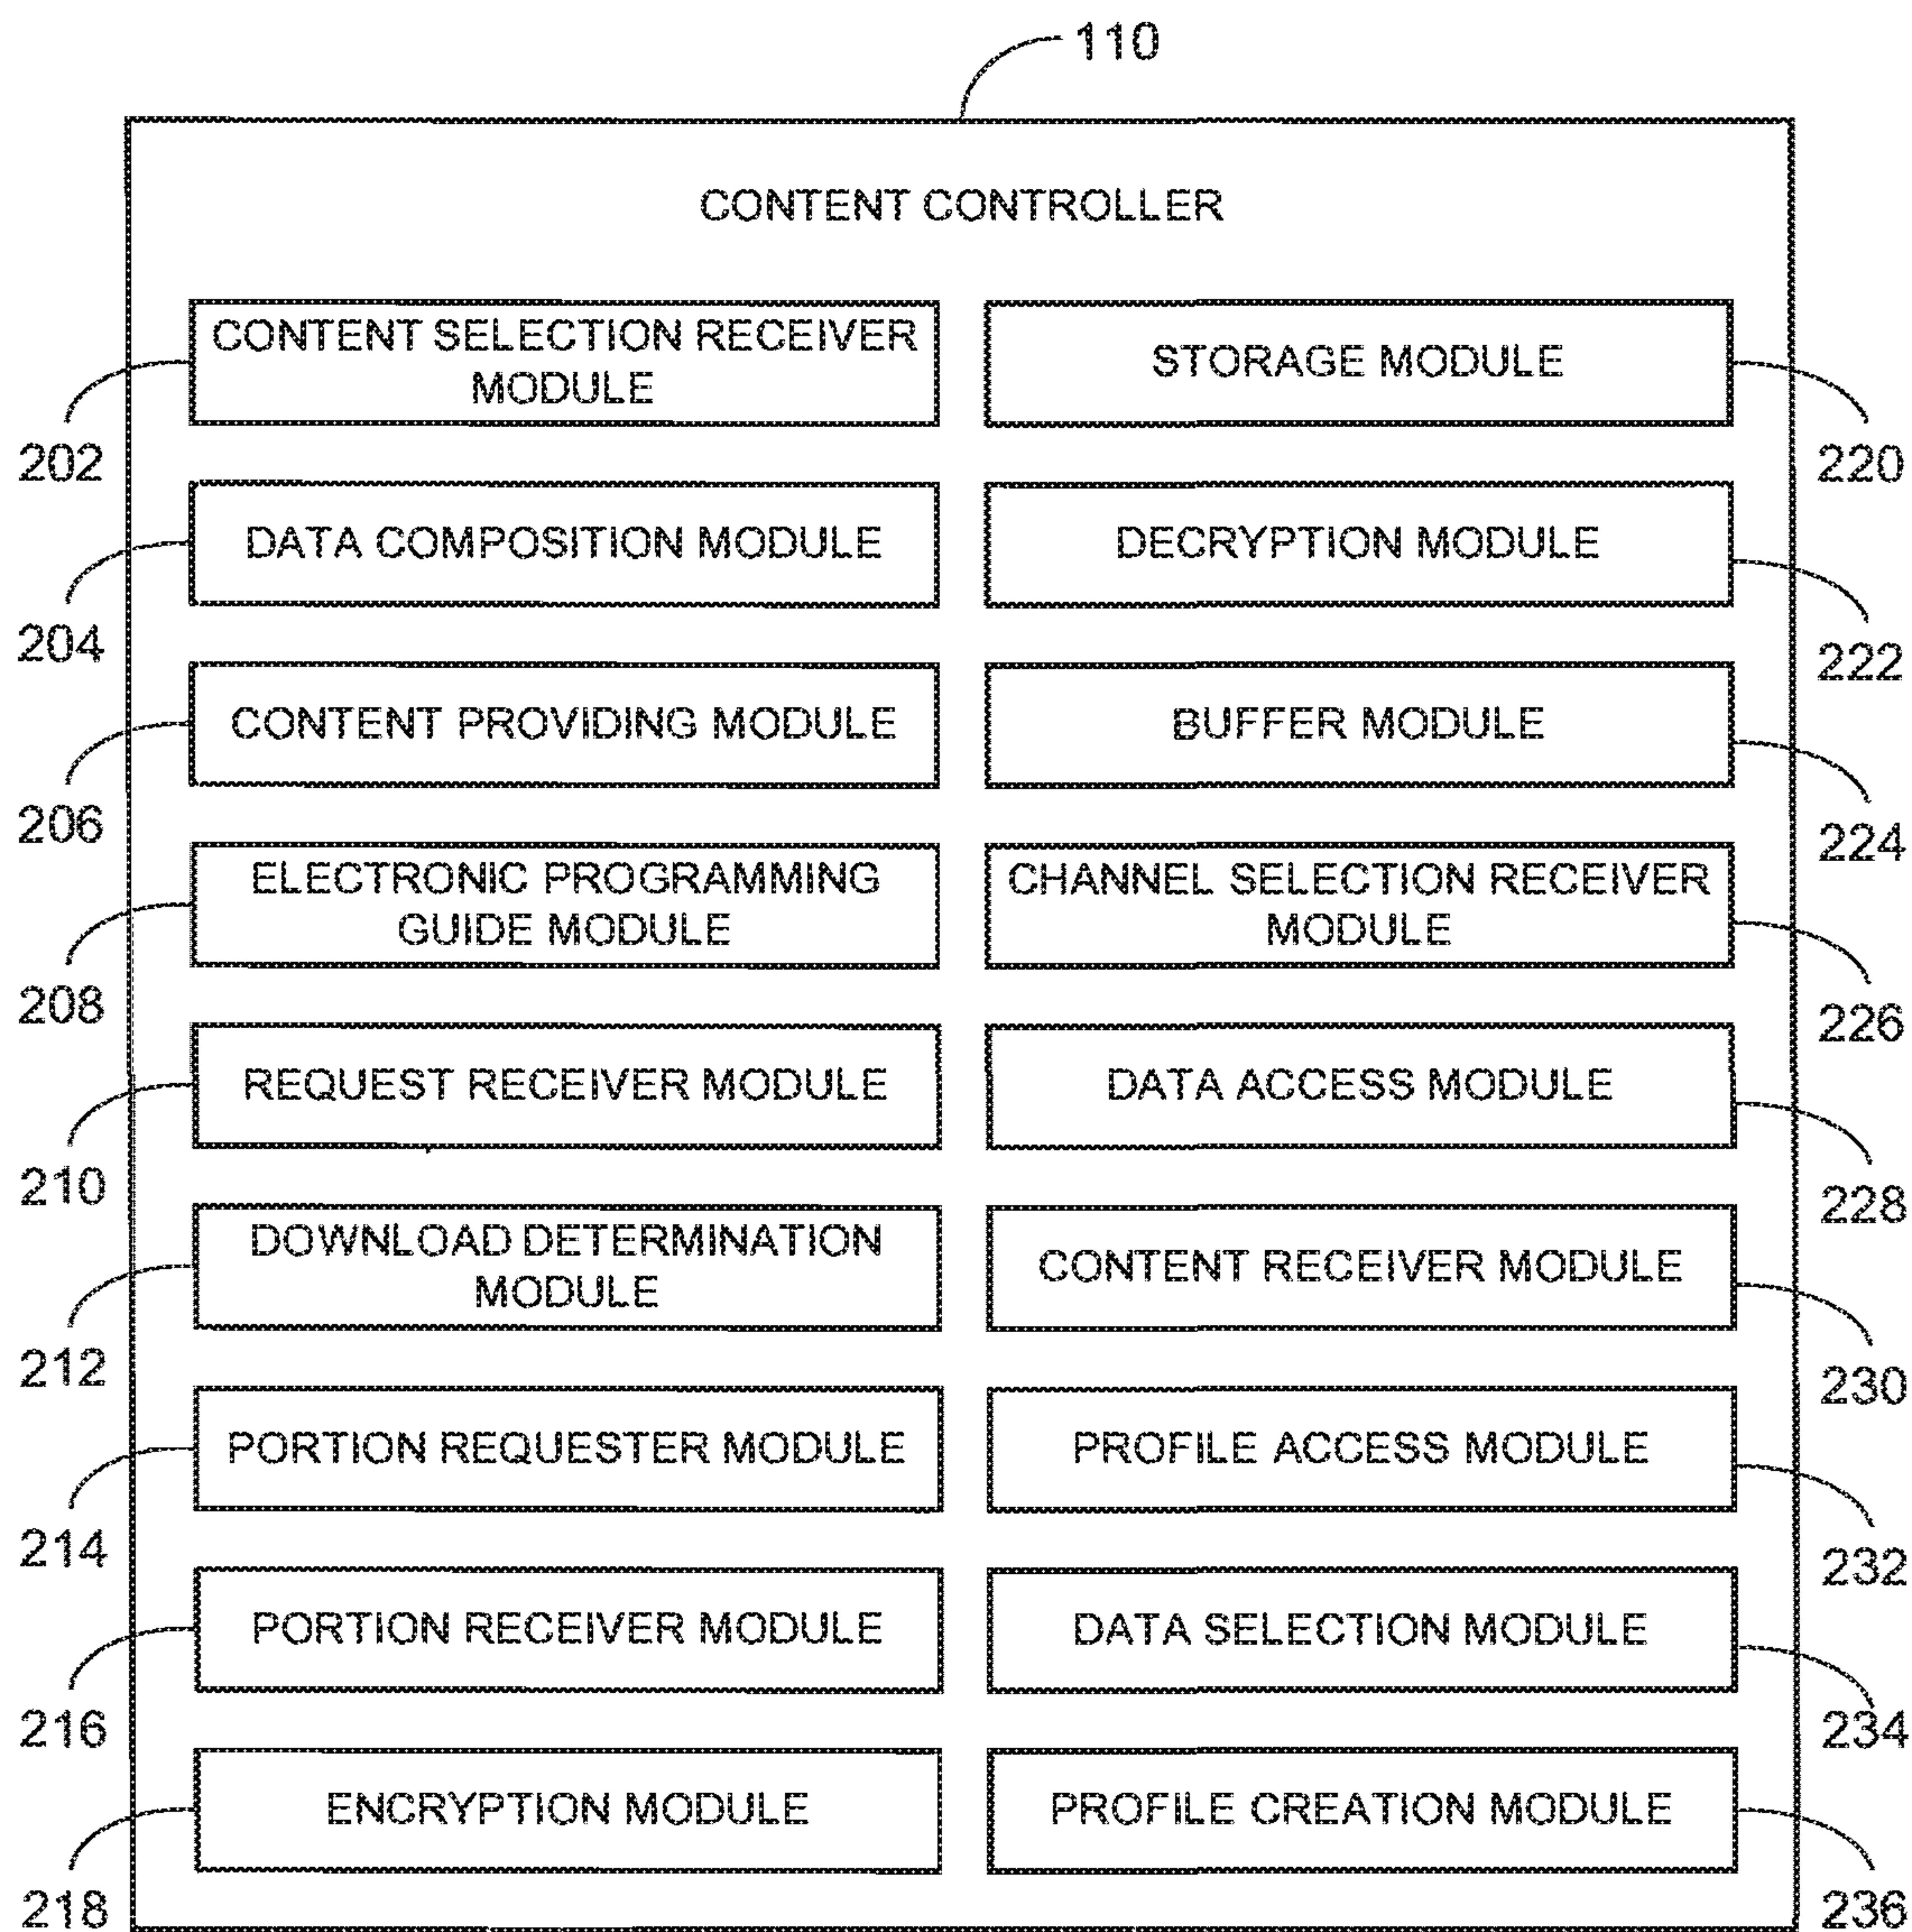 110
CONTENT CONTROLLER
CONTENT SELECTION RECEIVER
MODULE
202
STORAGE MODULE
220
DATA COMPOSITION MODULE
204
DECRYPTION MODULE
222
CONTENT PROVIDING MODULE
206
BUFFER MODULE
224
ELECTRONIC PROGRAMMING
GUIDE MODULE
208
CHANNEL SELECTION RECEIVER
MODULE
226
REQUEST RECEIVER MODULE
210
DATA ACCESS MODULE
228
DOWNLOAD DETERMINATION
MODULE
212
CONTENT RECEIVER MODULE
230
PORTION REQUESTER MODULE
214
PROFILE ACCESS MODULE
232
PORTION RECEIVER MODULE
216
DATA SELECTION MODULE
234
ENCRYPTION MODULE
218
PROFILE CREATION MODULE
236